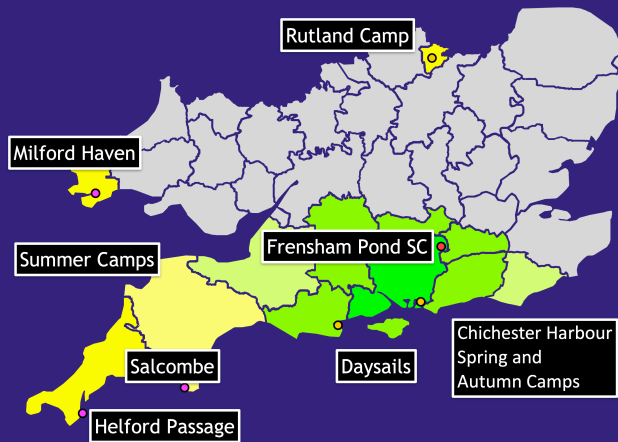 Rutland Camp
Milford Haven
Frensham Pond SC
Summer Camps
Salcombe
Daysails
Chichester Harbour
Spring and
Autumn Camps
Helford Passage